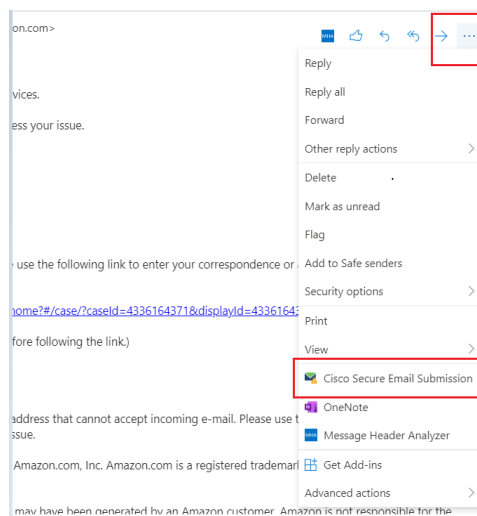 on.com>
MHA
vices.
ess your issue.
use the following link to enter your correspondence or
home?#/case/?caseId=4336164371&displayId=43361643
fore following the link.)
address that cannot accept incoming e-mail. Please use t
ssue.
Amazon.com, Inc. Amazon.com is a registered trademar
may have been generated by an Amazon customer. Amazon is not responsible for the
Reply
Reply all
Forward
Other reply actions
Delete
Mark as unread
Flag
Add to Safe senders
Security options
Print
View
Cisco Secure Email Submission
OneNote
MHA Message Header Analyzer
Get Add-ins
Advanced actions